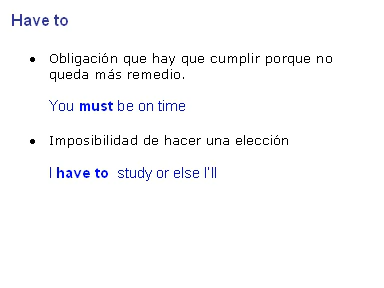 Have to
● Obligación que hay que cumplir porque no
queda más remedio.
You must be on time
● Imposibilidad de hacer una elección
I have to study or else I'll